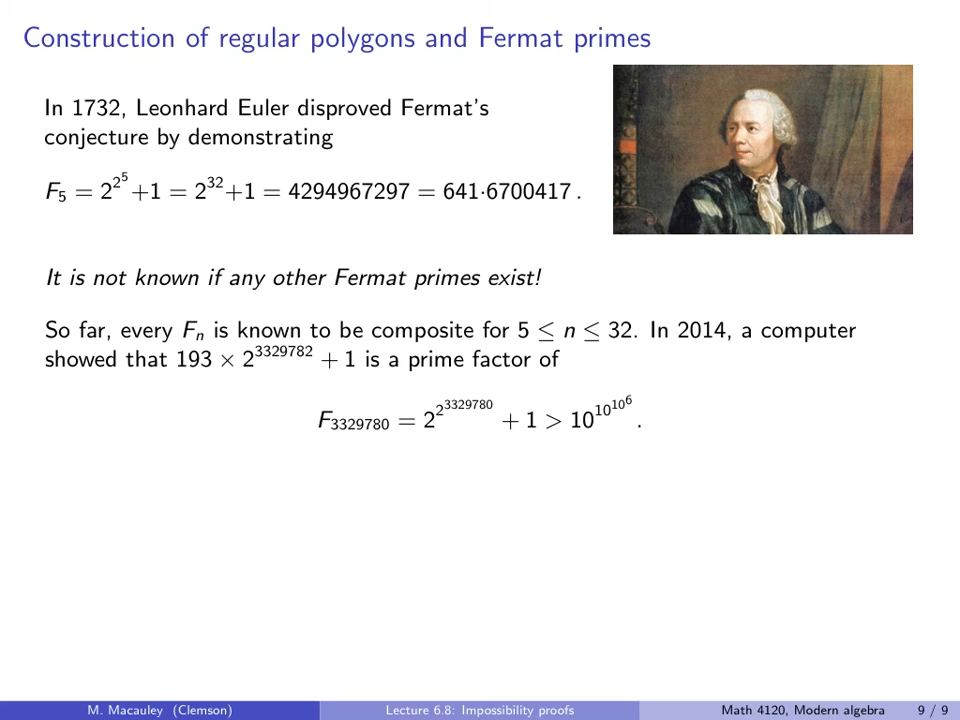 Construction of regular polygons and Fermat primes
In 1732, Leonhard Euler disproved Fermat's
conjecture by demonstrating
F₅ = 2^{2^5} + 1 = 2^{32} + 1 = 4294967297 = 641·6700417 .
It is not known if any other Fermat primes exist!
So far, every Fₙ is known to be composite for 5 ≤ n ≤ 32. In 2014, a computer
showed that 193 × 2^{3329782} + 1 is a prime factor of
F₃₃₂₉₇₈₀ = 2^{2^{3329780}} + 1 > 10^{10^{10^6}} .
M. Macauley (Clemson) Lecture 6.8: Impossibility proofs Math 4120, Modern algebra 9 / 9